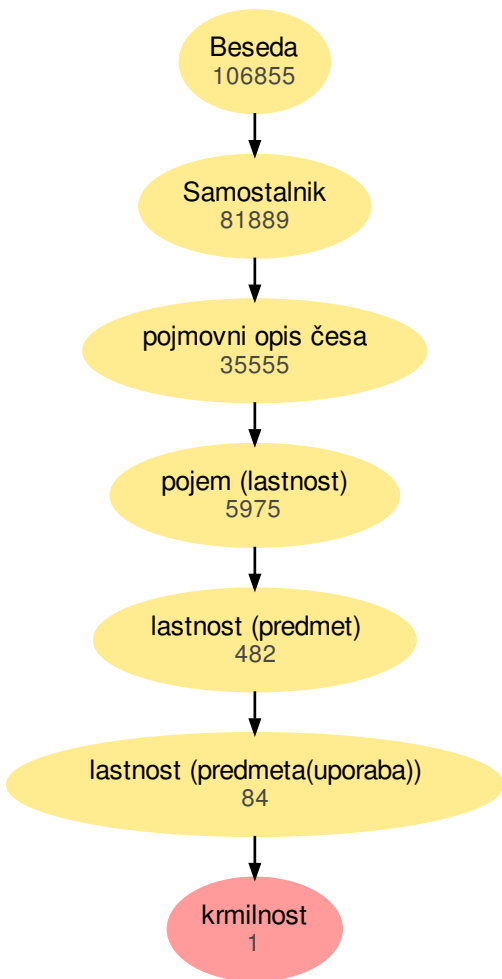 Beseda
106855
Samostalnik
81889
pojmovni opis česa
35555
pojem (lastnost)
5975
lastnost (predmet)
482
lastnost (predmeta(uporaba))
84
krmilnost
1